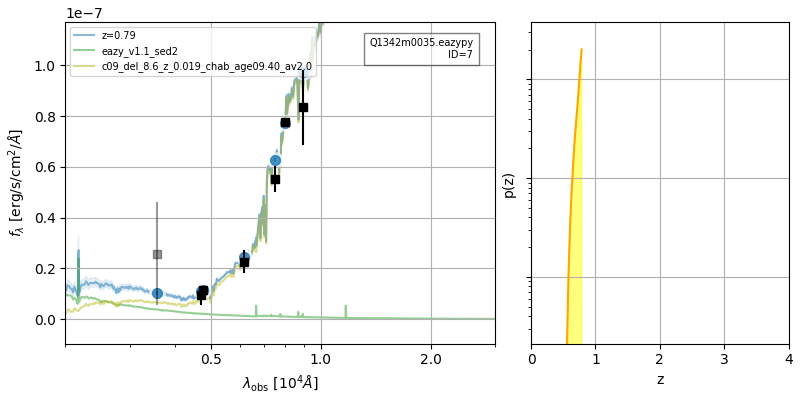 1e−7
z=0.79
eazy_v1.1_sed2
c09_del_8.6_z_0.019_chab_age09.40_av2.0
Q1342m0035.eazypy
ID=7
1.0
0.8
0.6
0.4
0.2
0.0
fλ [erg/s/cm²/Å]
0.5
1.0
2.0
λobs [10⁴Å]
p(z)
0
1
2
3
4
z